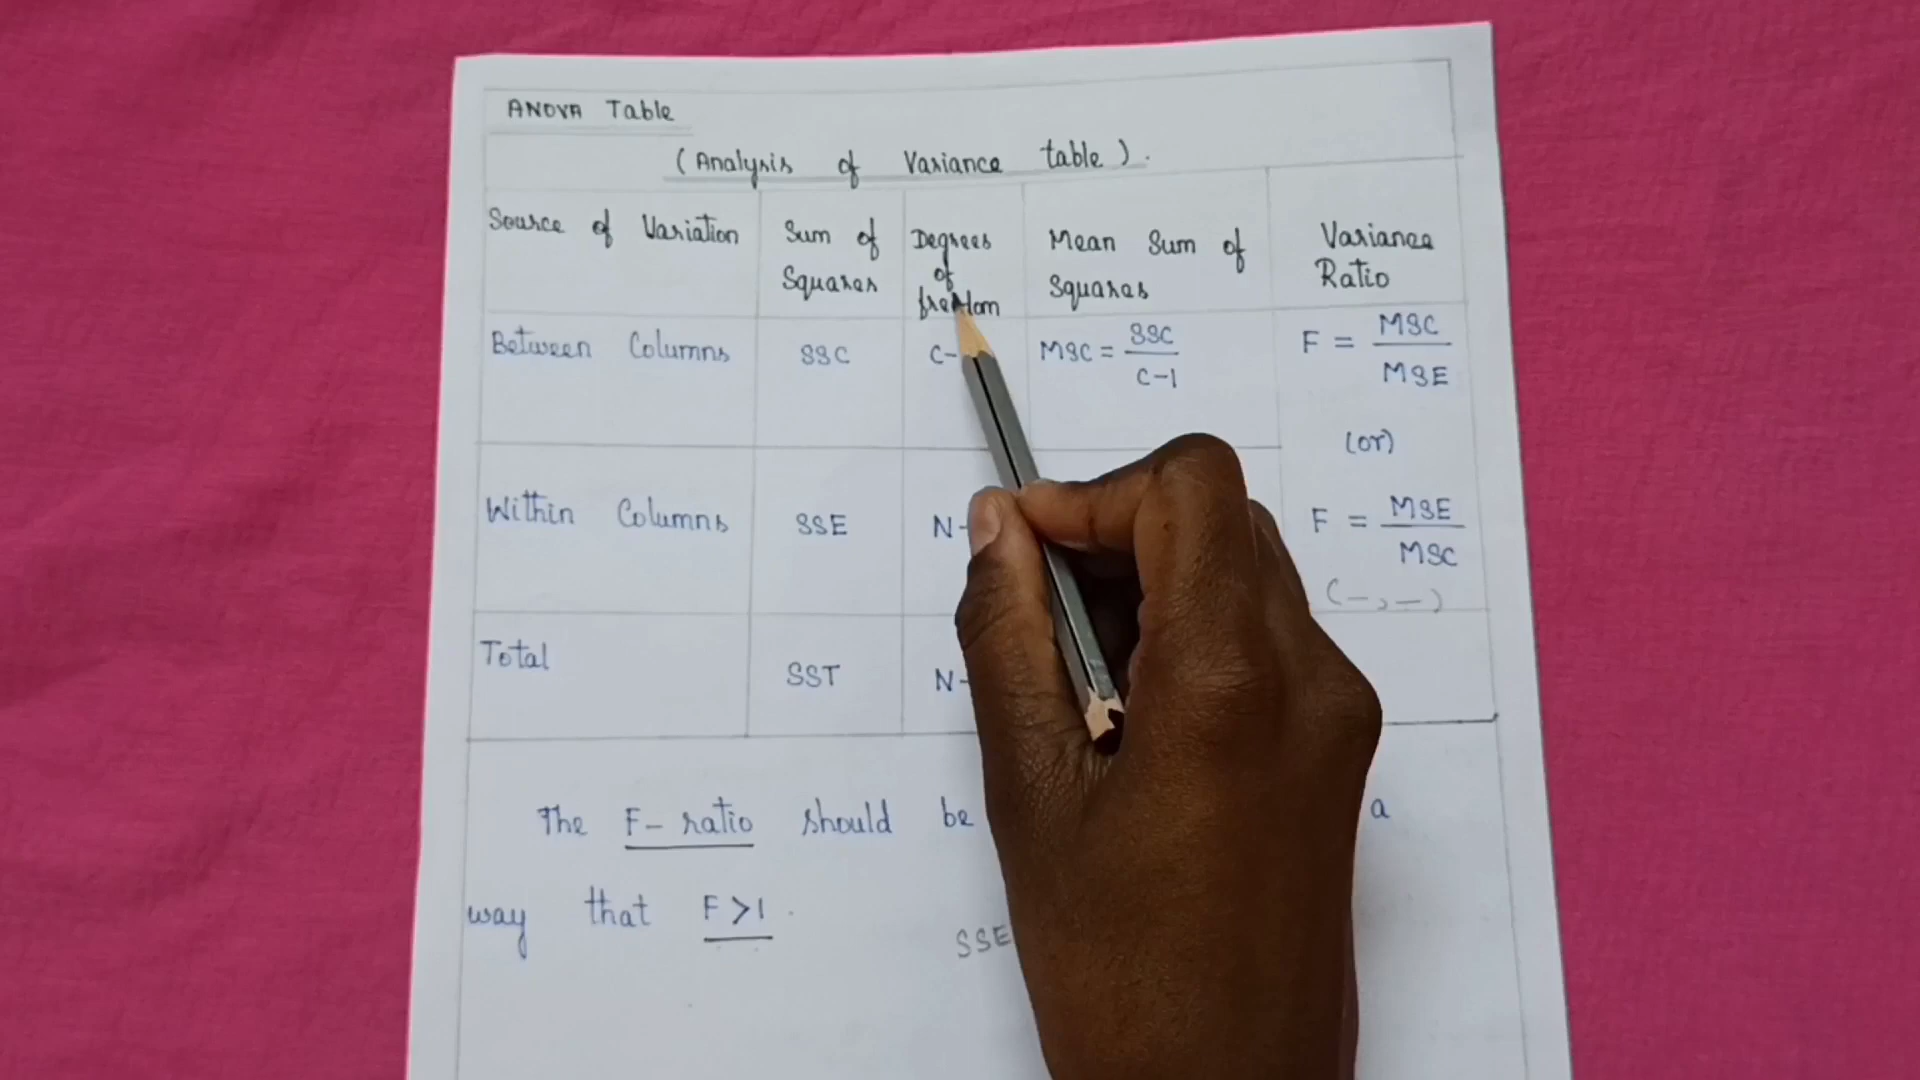 ANOVA Table
(Analysis of Variance table).
Source of Variation
Sum of Squares
Degrees of
Mean Sum of Squares
Variance Ratio
Between Columns
SSC
C-
MSC = SSC / C-1
F = MSC / MSE
(or)
Within Columns
SSE
N-
F = MSE / MSC
(-,-)
Total
SST
N-
The F- ratio should be a
way that F >1.
SSE